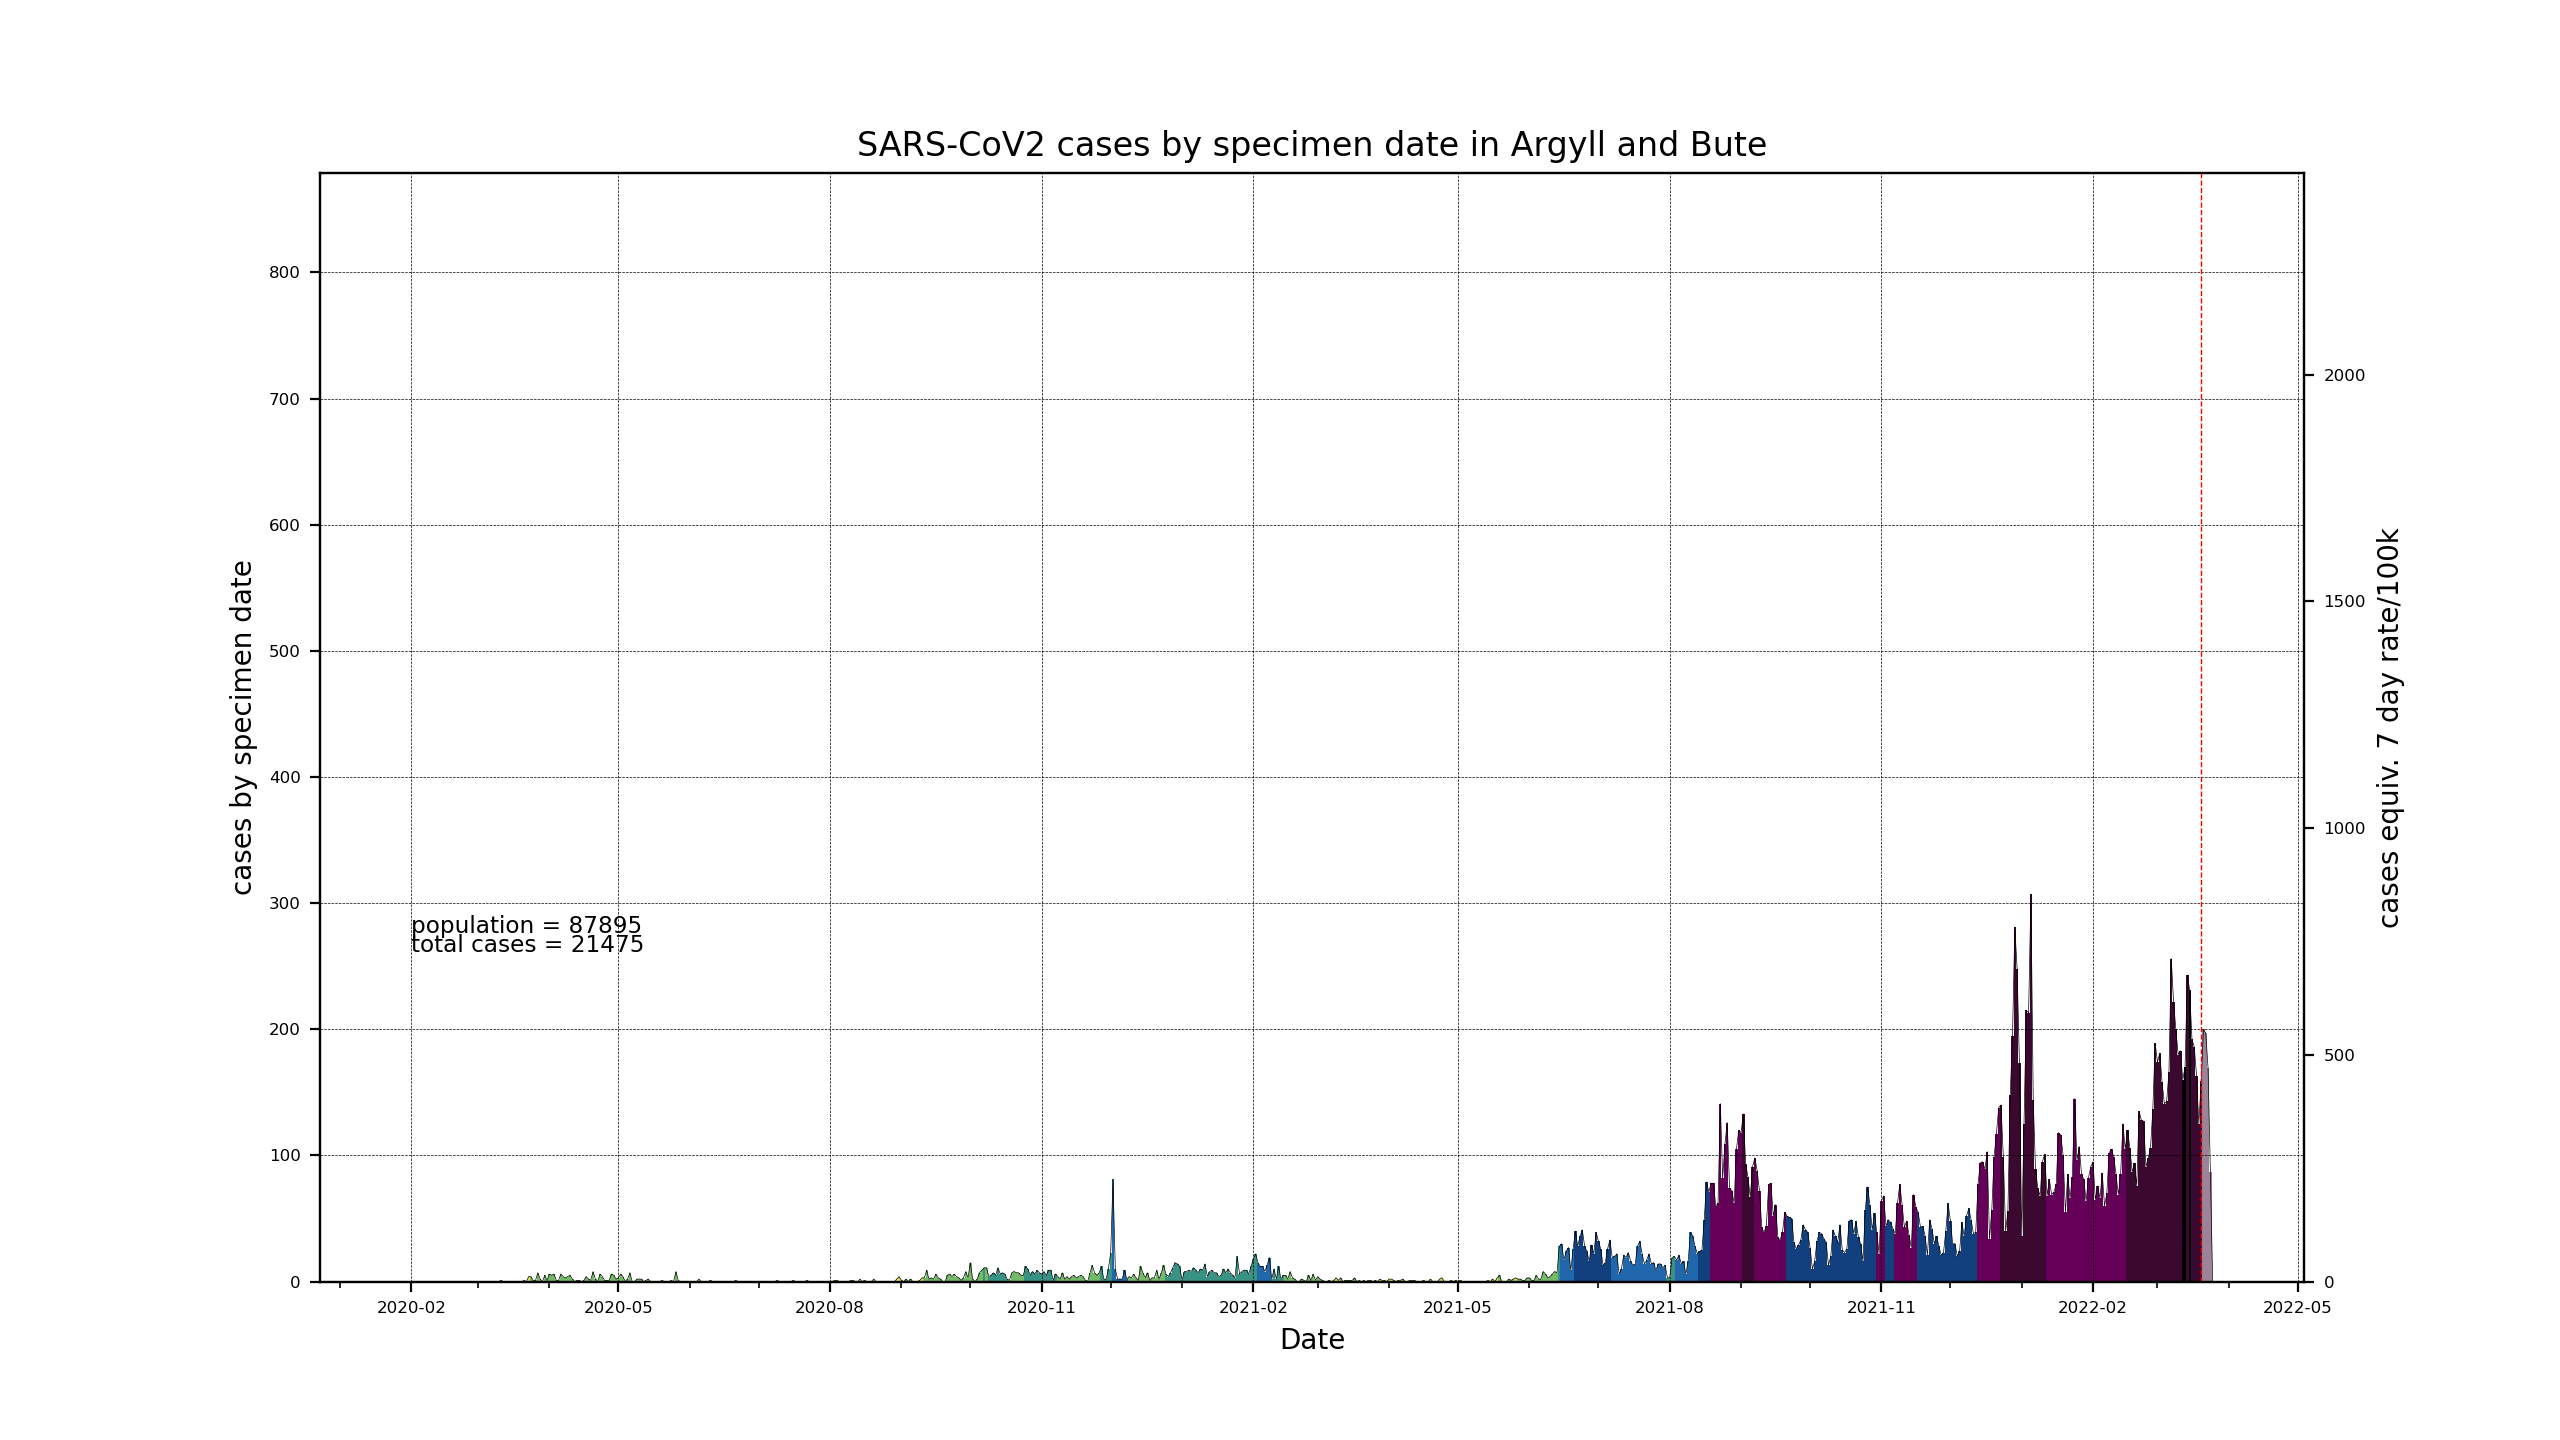 SARS-CoV2 cases by specimen date in Argyll and Bute
cases by specimen date
800
700
600
500
400
300
200
100
0
population = 87895
total cases = 21475
2000
1500
1000
500
0
cases equiv. 7 day rate/100k
2020-02 2020-05 2020-08 2020-11 2021-02 2021-05 2021-08 2021-11 2022-02 2022-05
Date